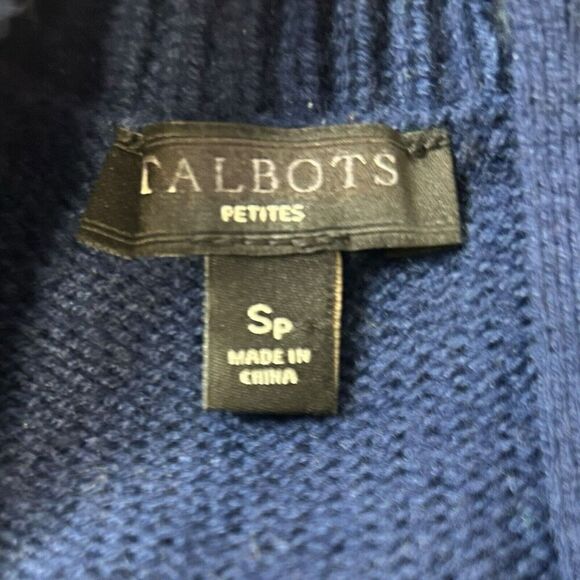 TALBOTS
PETITES
Sp
MADE IN
CHINA